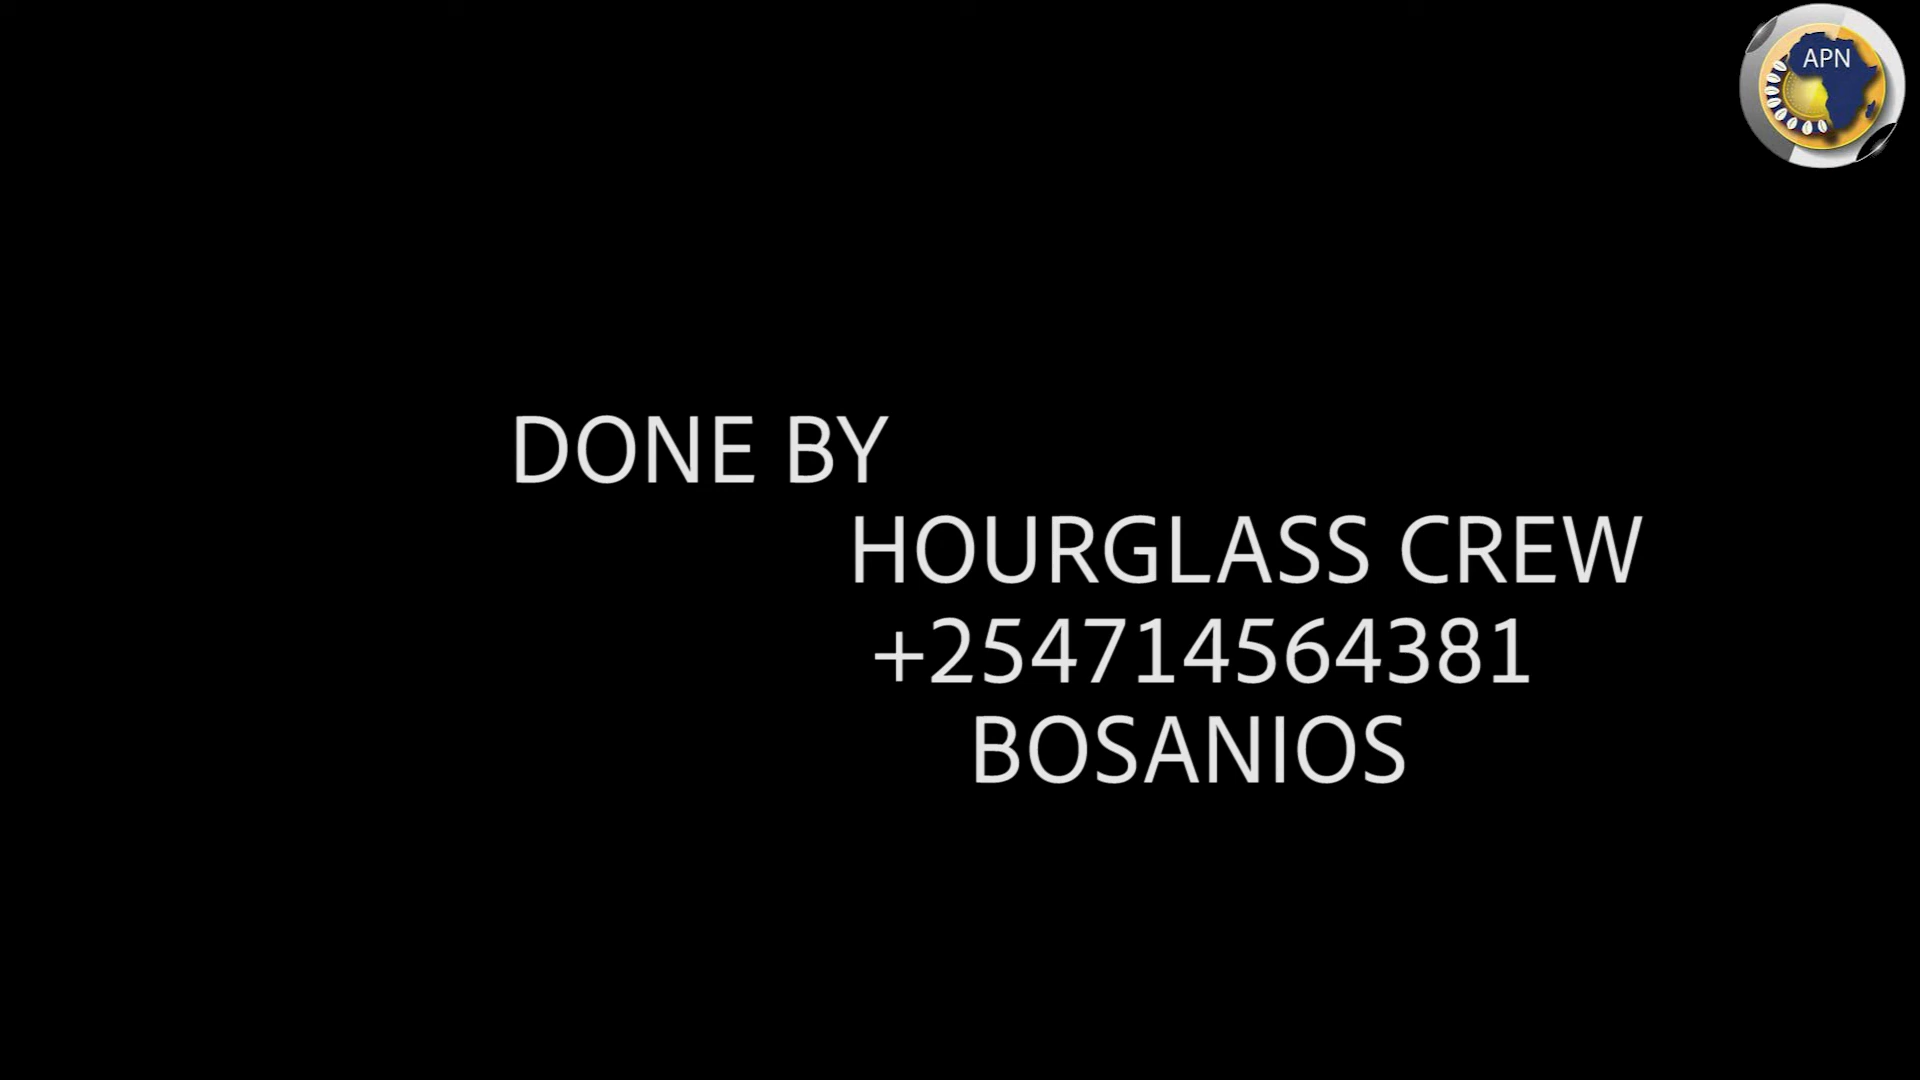 APN
DONE BY
HOURGLASS CREW
+254714564381
BOSANIOS